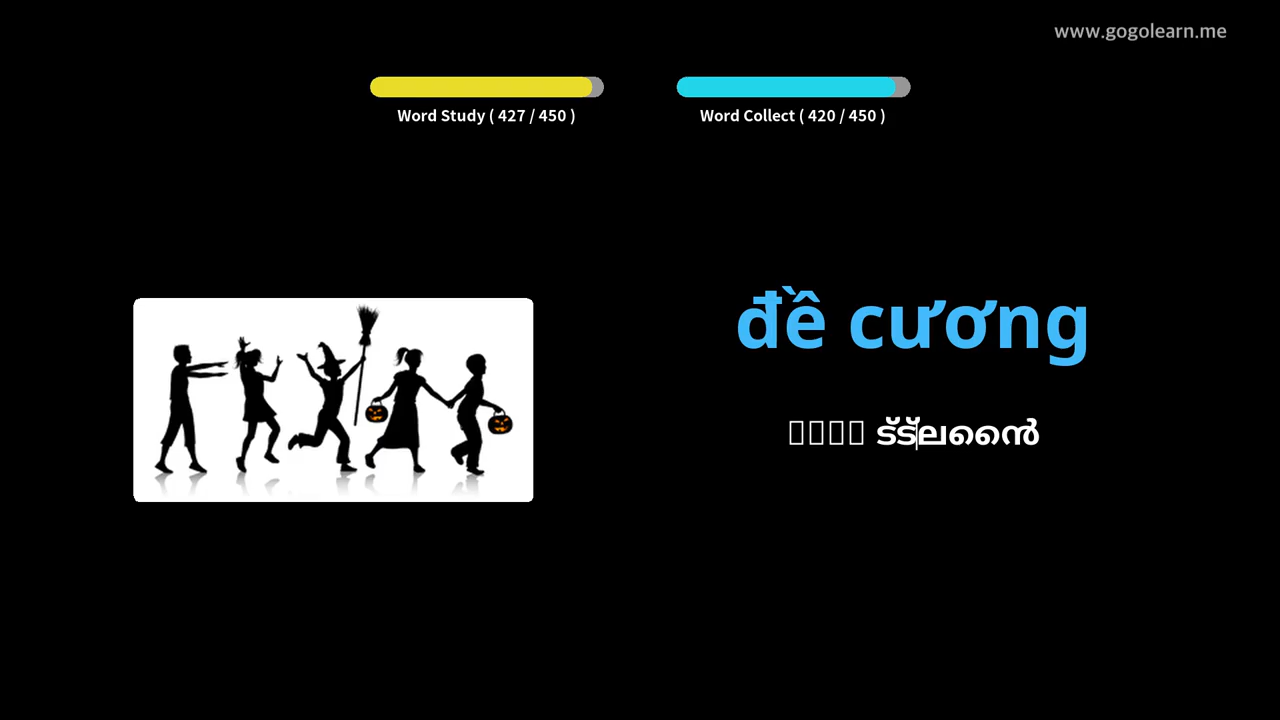 www.gogolearn.me
Word Study ( 427 / 450 )
Word Collect ( 420 / 450 )
đề cương
ട്ട്‌ലൈൻ